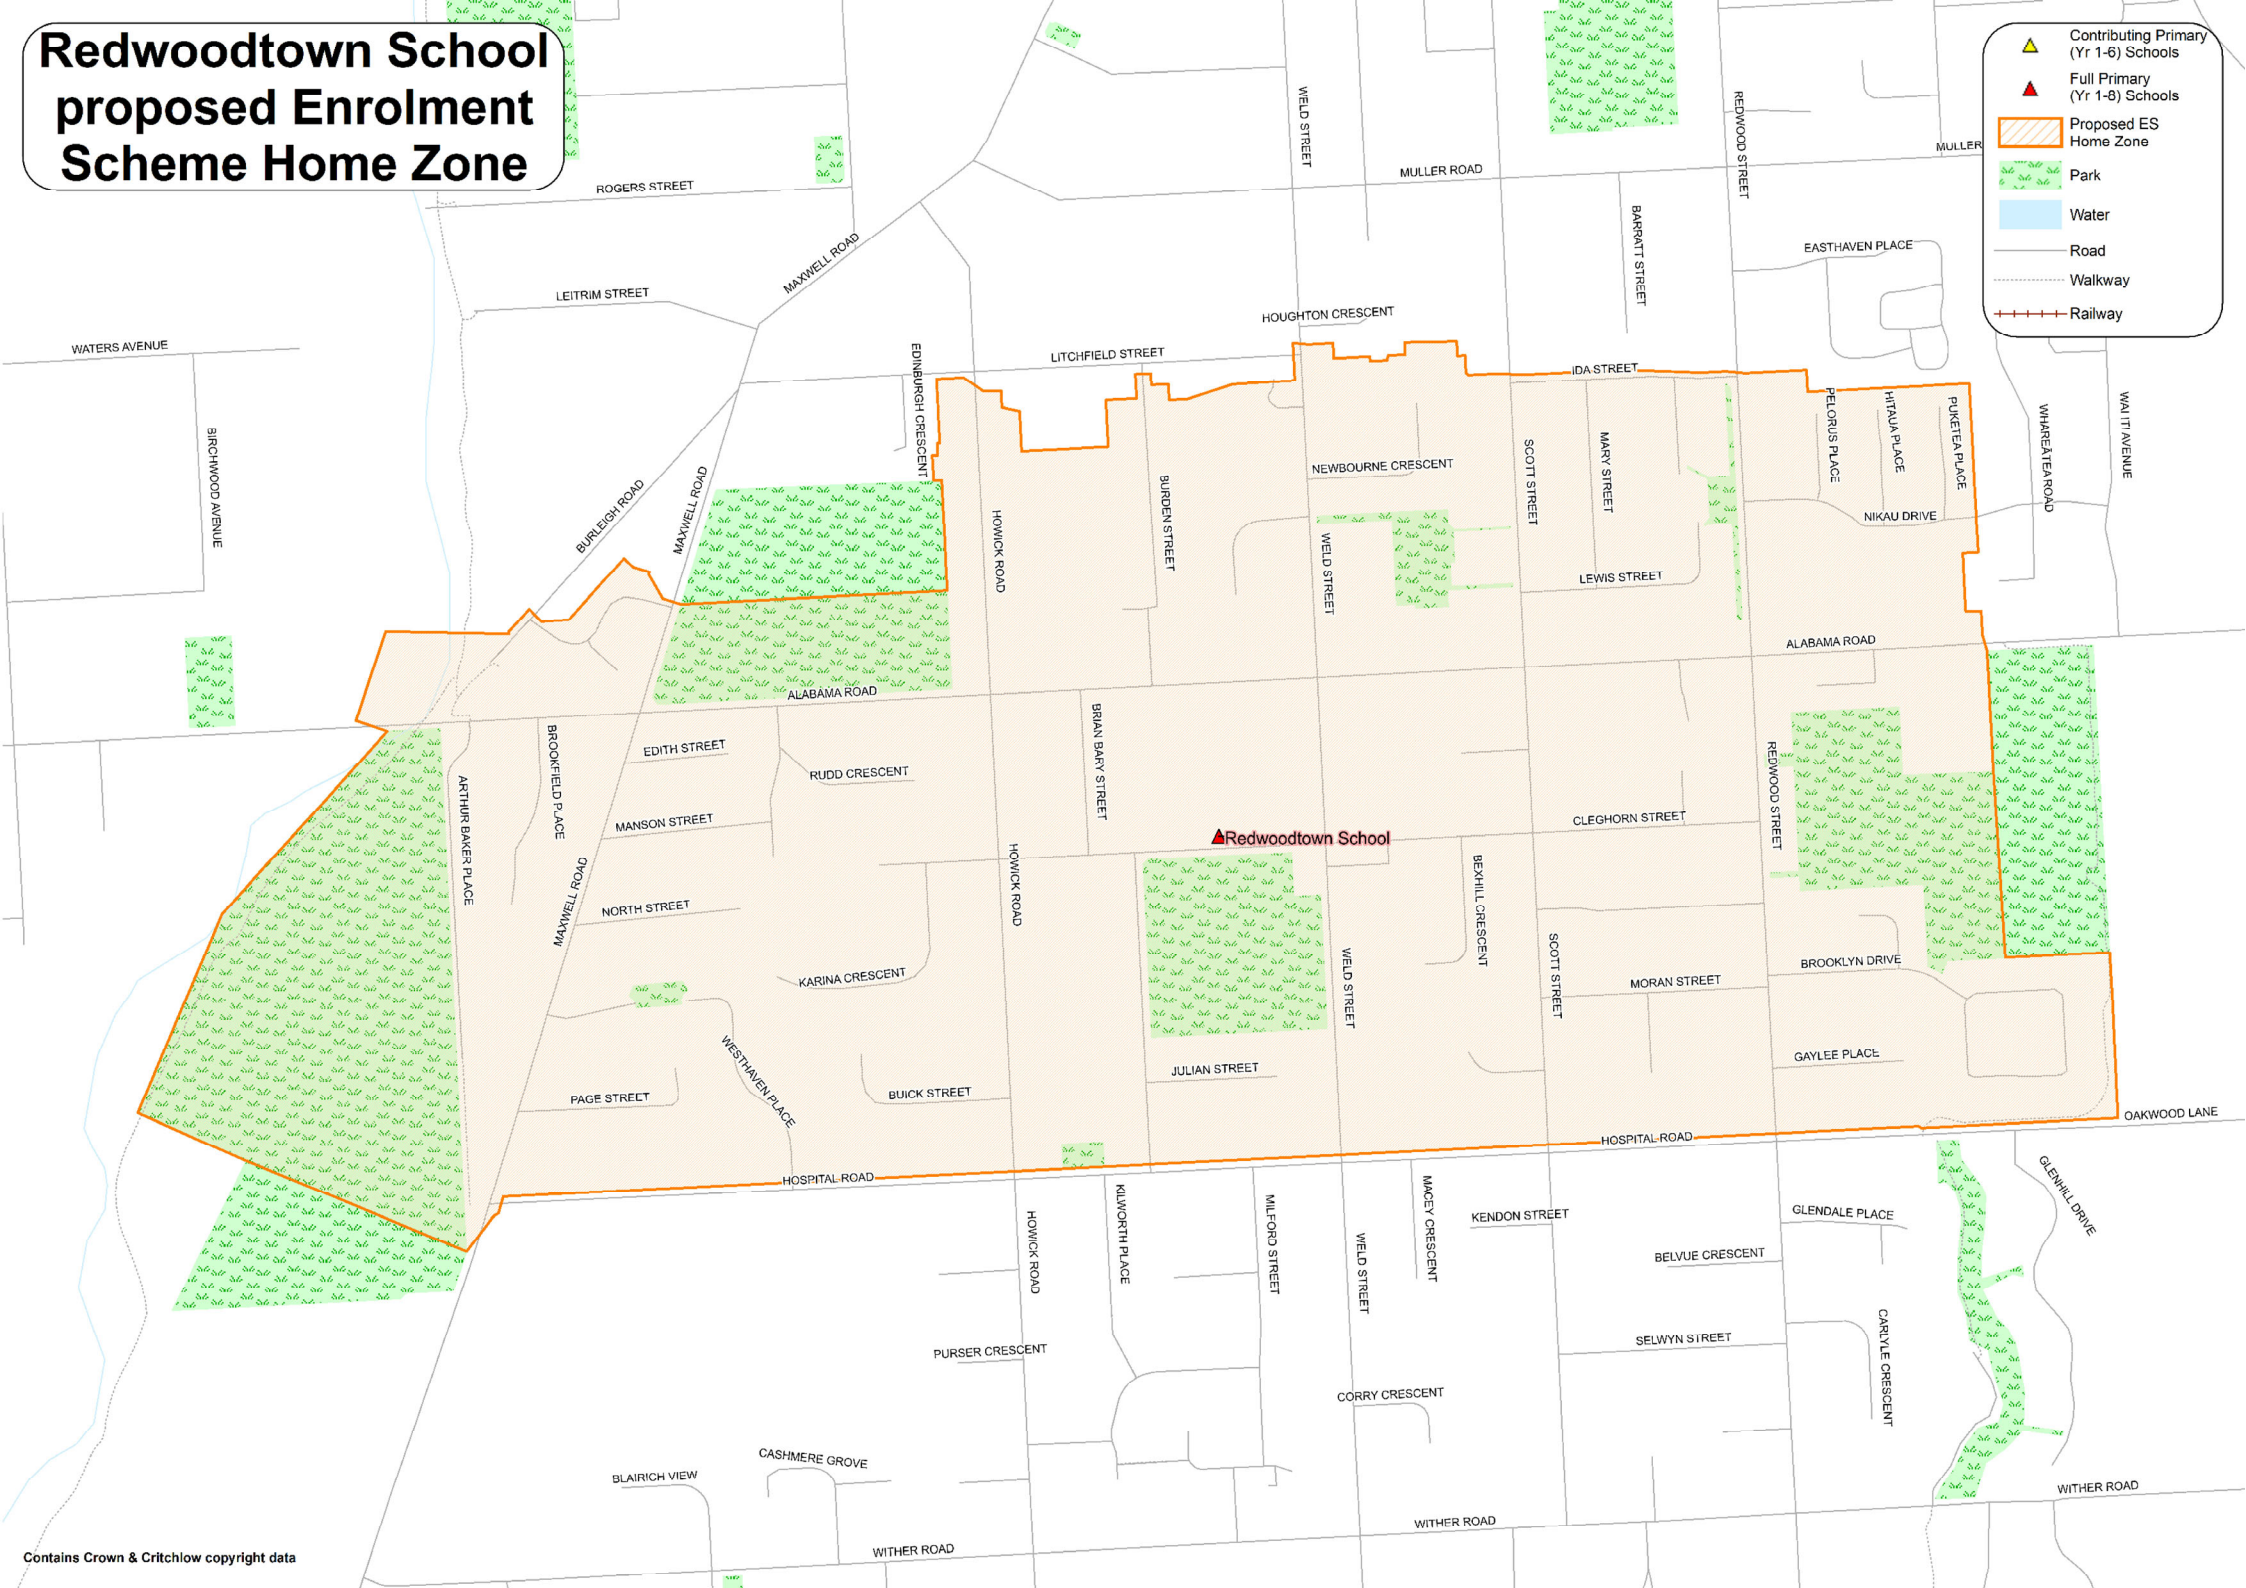 Redwoodtown School
proposed Enrolment
Scheme Home Zone
Contributing Primary
(Yr 1-6) Schools
Full Primary
(Yr 1-8) Schools
Proposed ES
Home Zone
Park
Water
Road
Walkway
Railway
WELD STREET
REDWOOD STREET
MULLER
MULLER ROAD
ROGERS STREET
BARRATT STREET
EASTHAVEN PLACE
MAXWELL ROAD
LEITRIM STREET
HOUGHTON CRESCENT
WATERS AVENUE
LITCHFIELD STREET
EDINBURGH CRESCENT
IDA STREET
PELORUS PLACE
HITAUA PLACE
PUKETEA PLACE
WHAREĀTEA ROAD
WAITI AVENUE
BIRCHWOOD AVENUE
SCOTT STREET
MARY STREET
NEWBOURNE CRESCENT
BURLEIGH ROAD
MAXWELL ROAD
BURDEN STREET
HOWICK ROAD
NIKAU DRIVE
WELD STREET
LEWIS STREET
ALABAMA ROAD
ALABAMA ROAD
BRIAN BARY STREET
BROOKFIELD PLACE
EDITH STREET
RUDD CRESCENT
REDWOOD STREET
ARTHUR BAKER PLACE
MANSON STREET
CLEGHORN STREET
Redwoodtown School
HOWICK ROAD
MAXWELL ROAD
BEXHILL CRESCENT
NORTH STREET
SCOTT STREET
WELD STREET
KARINA CRESCENT
BROOKLYN DRIVE
MORAN STREET
WESTHAVEN PLACE
GAYLEE PLACE
JULIAN STREET
PAGE STREET
BUICK STREET
OAKWOOD LANE
HOSPITAL ROAD
HOSPITAL ROAD
GLENHILL DRIVE
HOWICK ROAD
KILWORTH PLACE
MILFORD STREET
WELD STREET
MACEY CRESCENT
KENDON STREET
GLENDALE PLACE
BELVUE CRESCENT
CARLYLE CRESCENT
SELWYN STREET
PURSER CRESCENT
CORRY CRESCENT
CASHMERE GROVE
BLAIRICH VIEW
WITHER ROAD
WITHER ROAD
WITHER ROAD
Contains Crown & Critchlow copyright data